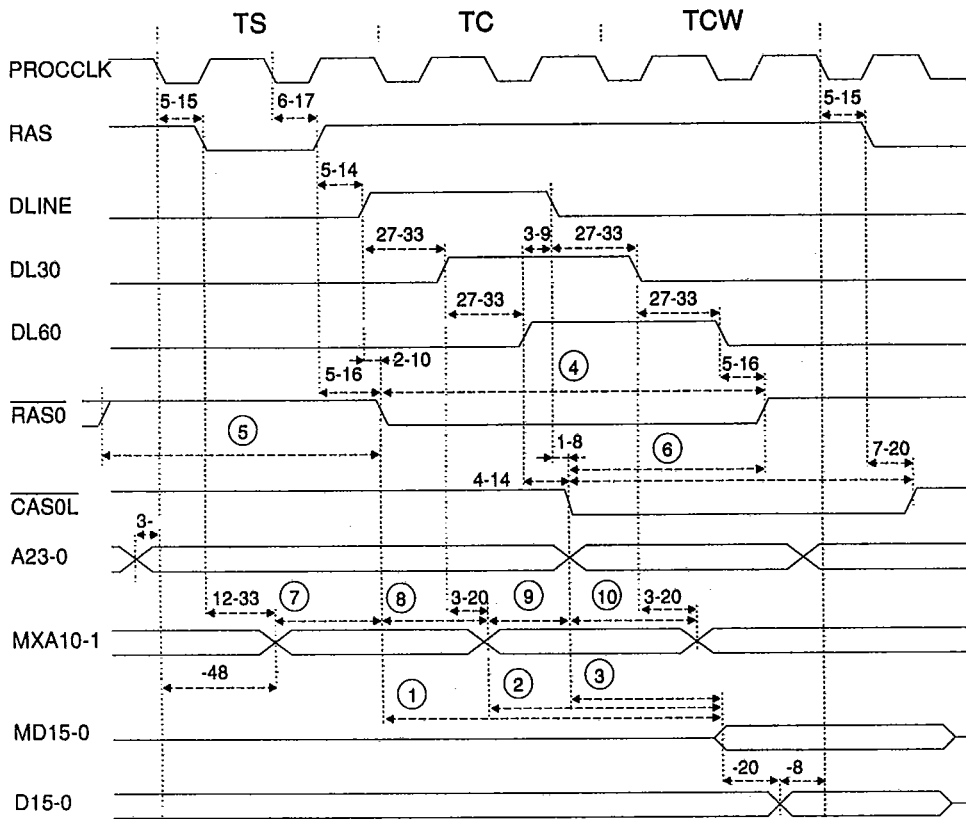 TS TC TCW
PROCCLK
5-15 6-17 5-15
RAS
5-14
DLINE
27-33 3-9 27-33
DL30
27-33 27-33
DL60
2-10
5-16 4 5-16
RAS0
5 1-8 6 7-20
4-14
CAS0L
3-
A23-0
12-33 7 8 3-20 9 10 3-20
MXA10-1
-48
1 2 3
MD15-0
-20 -8
D15-0